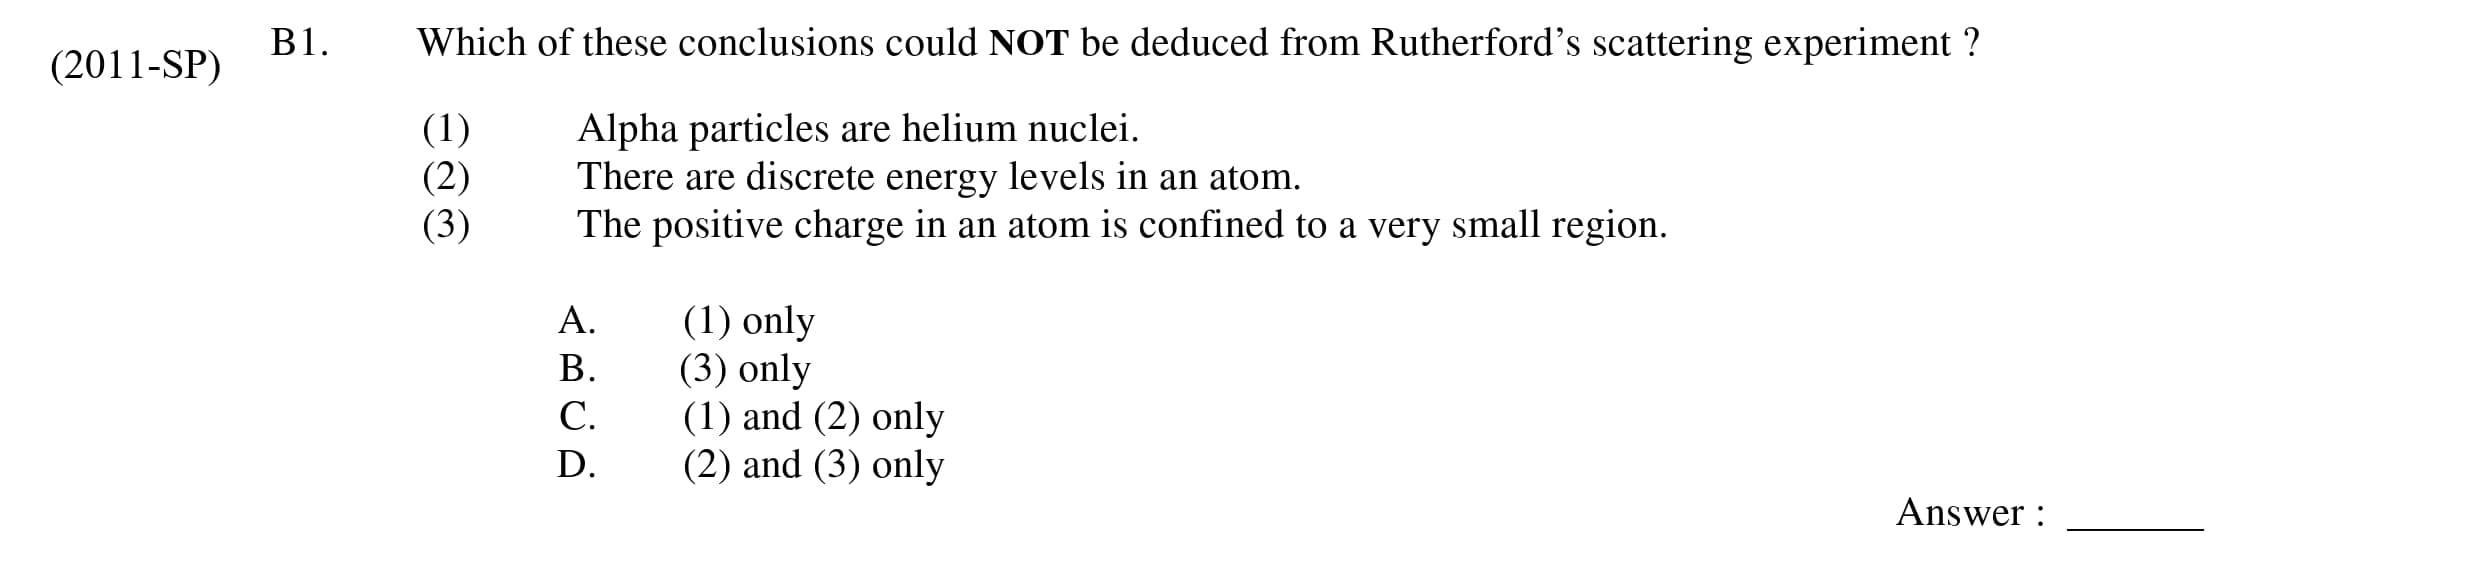 (2011-SP) B1. Which of these conclusions could NOT be deduced from Rutherford's scattering experiment ?
(1) Alpha particles are helium nuclei.
(2) There are discrete energy levels in an atom.
(3) The positive charge in an atom is confined to a very small region.
A. (1) only
B. (3) only
C. (1) and (2) only
D. (2) and (3) only
Answer : ______